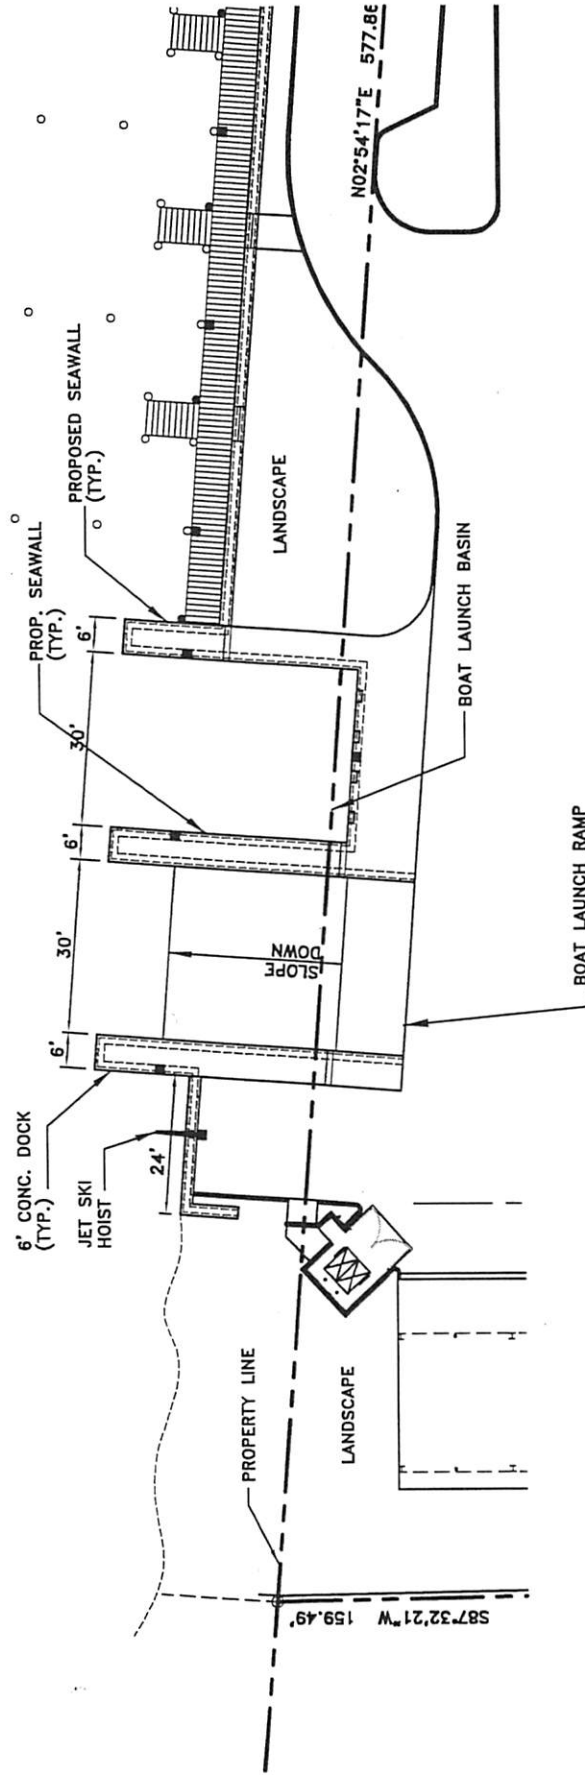 N02°54'17"E 577.86
PROPOSED SEAWALL
(TYP.)
PROP. SEAWALL
(TYP.)
LANDSCAPE
6'
30'
6'
30'
6'
BOAT LAUNCH BASIN
SLOPE
DOWN
BOAT LAUNCH RAMP
6' CONC. DOCK
(TYP.)
JET SKI
HOIST
24'
PROPERTY LINE
LANDSCAPE
S87°32'21"W 159.49'